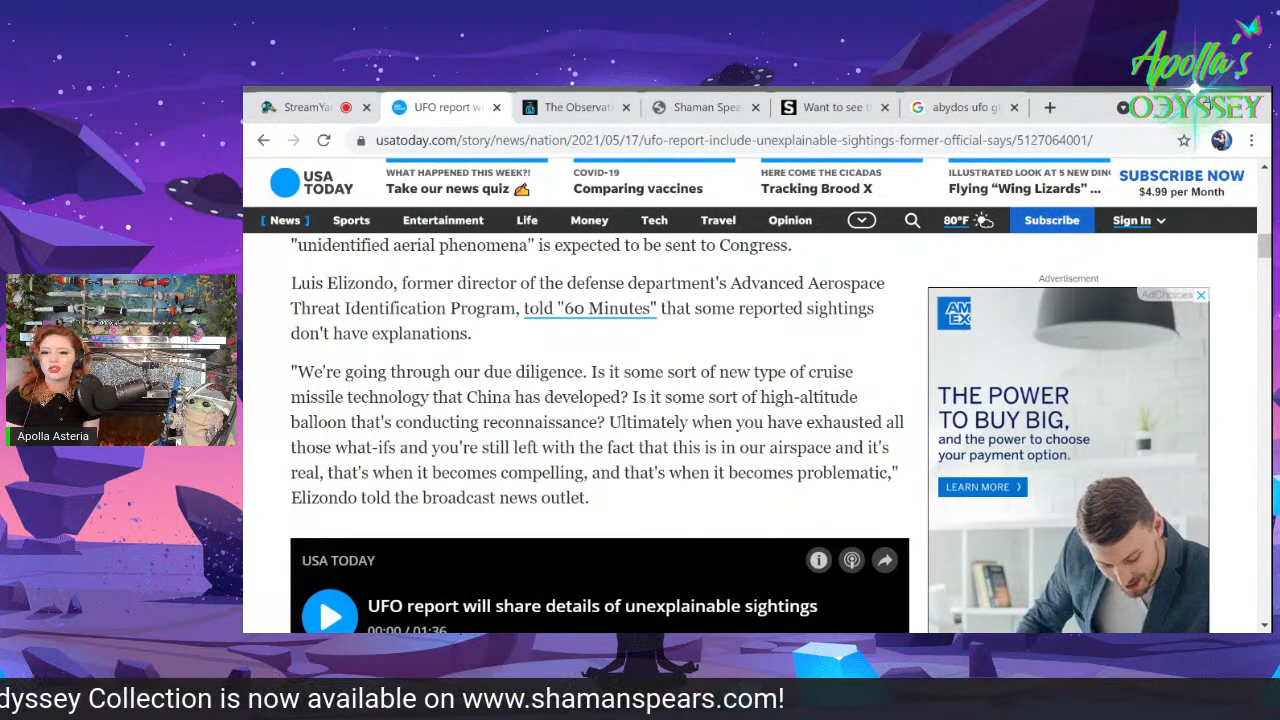 Apolla's
ODYSSEY
StreamYa
UFO report w
The Observat
Shaman Spea
Want to see t
abydos ufo g
usatoday.com/story/news/nation/2021/05/17/ufo-report-include-unexplainable-sightings-former-official-says/5127064001/
USA
TODAY
WHAT HAPPENED THIS WEEK?!
Take our news quiz ✍
COVID-19
Comparing vaccines
HERE COME THE CICADAS
Tracking Brood X
ILLUSTRATED LOOK AT 5 NEW DIN
Flying “Wing Lizards” ...
SUBSCRIBE NOW
$4.99 per Month
[ News ]
Sports
Entertainment
Life
Money
Tech
Travel
Opinion
80°F
Subscribe
Sign In
"unidentified aerial phenomena" is expected to be sent to Congress.
Luis Elizondo, former director of the defense department's Advanced Aerospace
Threat Identification Program, told "60 Minutes" that some reported sightings
don't have explanations.
"We're going through our due diligence. Is it some sort of new type of cruise
missile technology that China has developed? Is it some sort of high-altitude
balloon that's conducting reconnaissance? Ultimately when you have exhausted all
those what-ifs and you're still left with the fact that this is in our airspace and it's
real, that's when it becomes compelling, and that's when it becomes problematic,"
Elizondo told the broadcast news outlet.
USA TODAY
UFO report will share details of unexplainable sightings
00:00 / 01:36
Advertisement
AdChoices
AM
EX
THE POWER
TO BUY BIG,
and the power to choose
your payment option.
LEARN MORE
Apolla Asteria
dyssey Collection is now available on www.shamanspears.com!